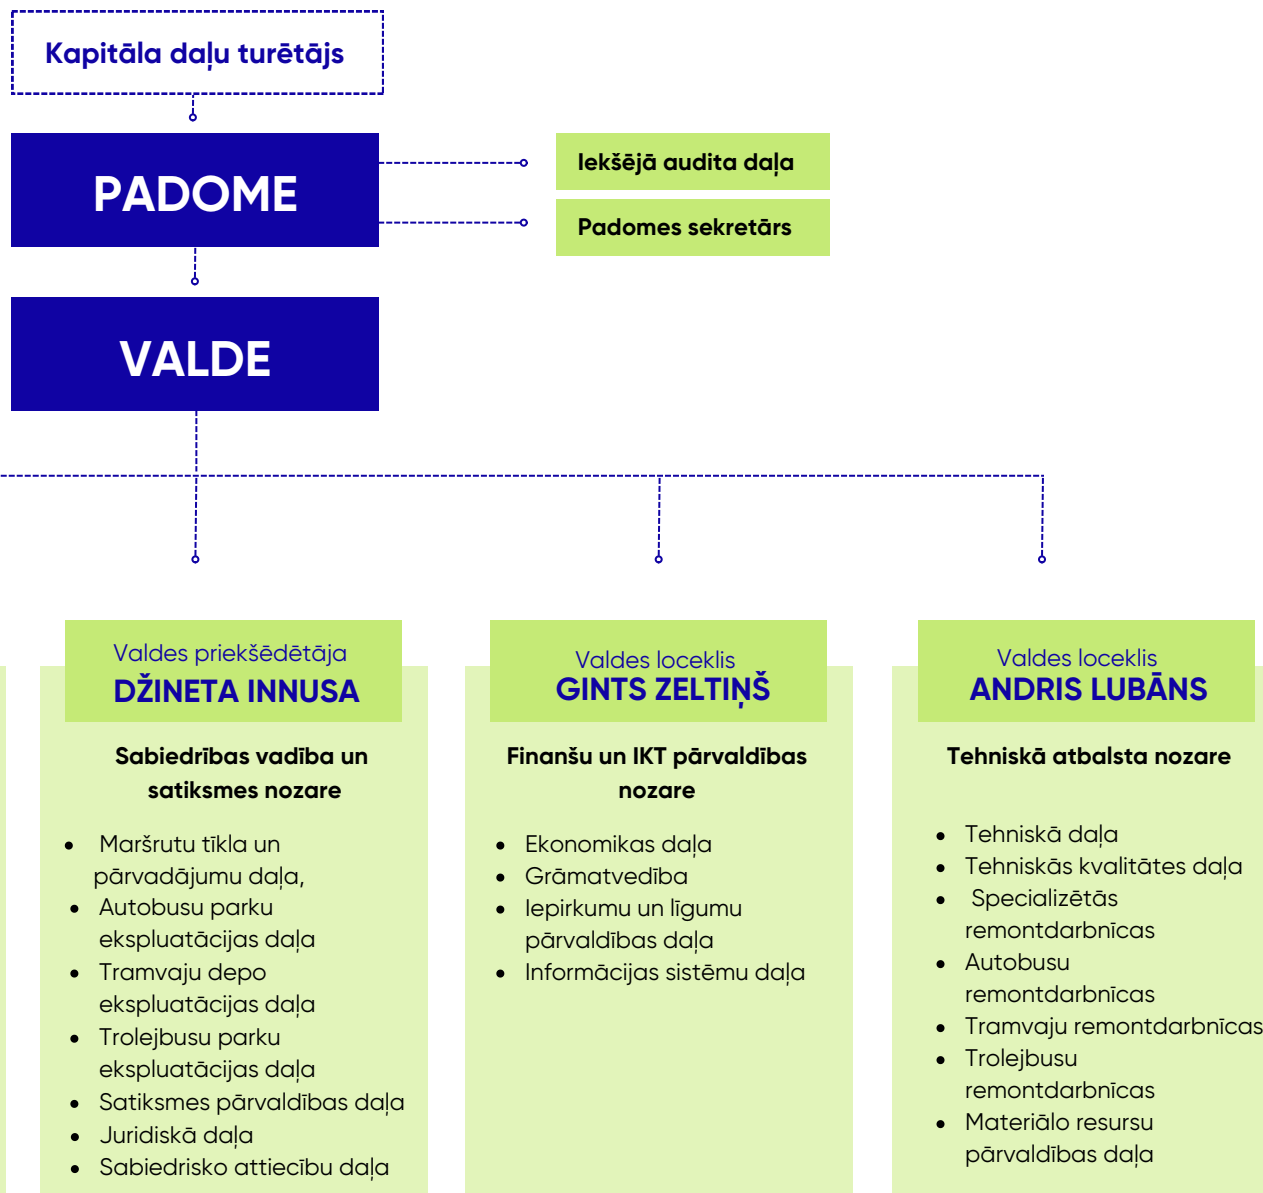 Kapitāla daļu turētājs
PADOME
Iekšējā audita daļa
Padomes sekretārs
VALDE
Valdes priekšēdētāja
DŽINETA INNUSA
Sabiedrības vadība un
satiksmes nozare
• Maršrutu tīkla un
pārvadājumu daļa,
• Autobusu parku
ekspluatācijas daļa
• Tramvaju depo
ekspluatācijas daļa
• Trolejbusu parku
ekspluatācijas daļa
• Satiksmes pārvaldības daļa
• Juridiskā daļa
• Sabiedrisko attiecību daļa
Valdes loceklis
GINTS ZELTIŅŠ
Finanšu un IKT pārvaldības
nozare
• Ekonomikas daļa
• Grāmatvedība
• Iepirkumu un līgumu
pārvaldības daļa
• Informācijas sistēmu daļa
Valdes loceklis
ANDRIS LUBĀNS
Tehniskā atbalsta nozare
• Tehniskā daļa
• Tehniskās kvalitātes daļa
• Specializētās
remontdarbnīcas
• Autobusu
remontdarbnīcas
• Tramvaju remontdarbnīcas
• Trolejbusu
remontdarbnīcas
• Materiālo resursu
pārvaldības daļa